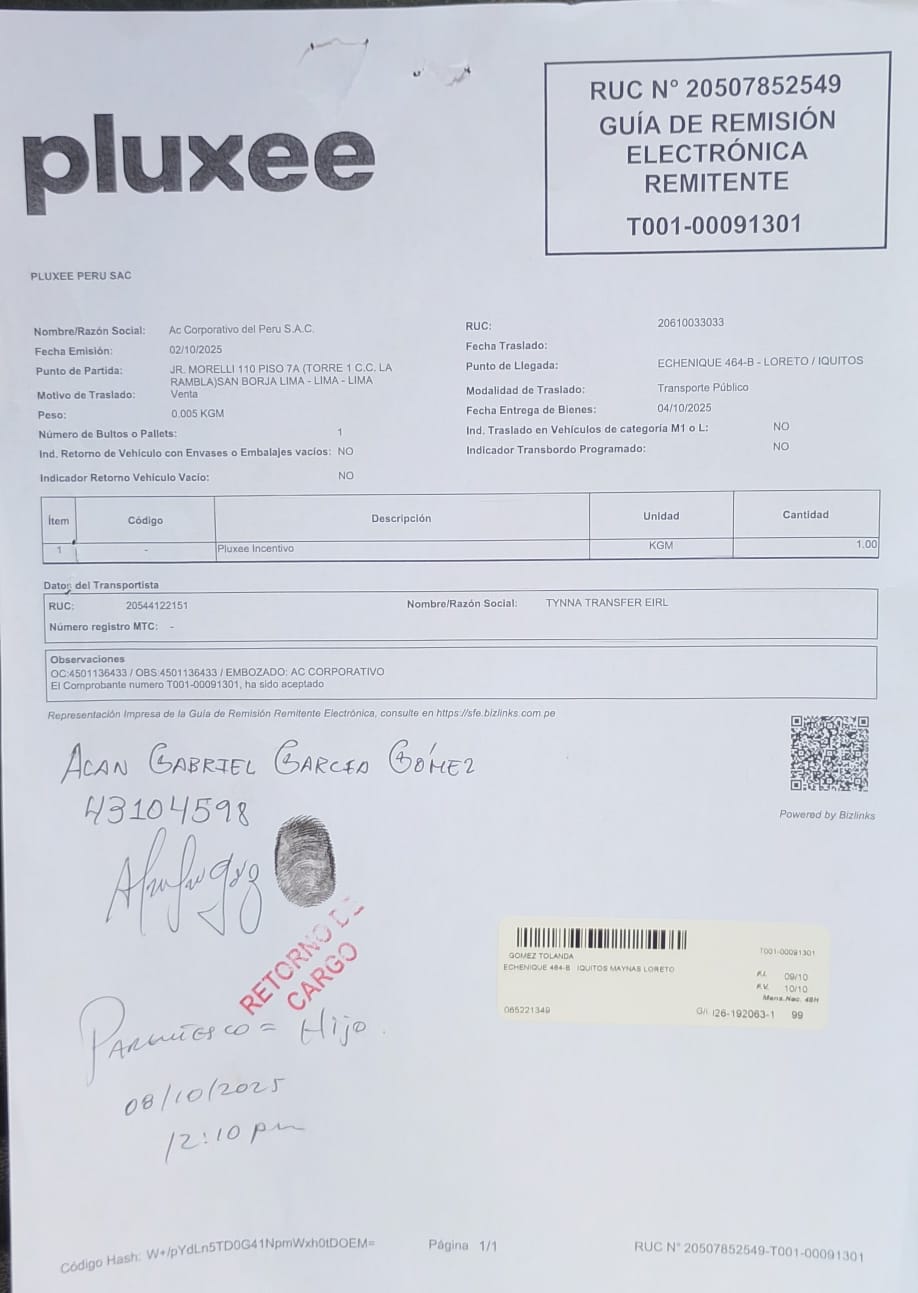 pluxee
RUC N° 20507852549
GUÍA DE REMISIÓN
ELECTRÓNICA
REMITENTE
T001-00091301
PLUXEE PERU SAC
Nombre/Razón Social: Ac Corporativo del Peru S.A.C.
Fecha Emisión: 02/10/2025
Punto de Partida: JR. MORELLI 110 PISO 7A (TORRE 1 C.C. LA
RAMBLA)SAN BORJA LIMA - LIMA - LIMA
Motivo de Traslado: Venta
Peso: 0.005 KGM
Número de Bultos o Pallets: 1
Ind. Retorno de Vehiculo con Envases o Embalajes vacíos: NO
Indicador Retorno Vehiculo Vacio: NO
RUC: 20610033033
Fecha Traslado:
Punto de Llegada: ECHENIQUE 464-B - LORETO / IQUITOS
Modalidad de Traslado: Transporte Público
Fecha Entrega de Bienes: 04/10/2025
Ind. Traslado en Vehículos de categoría M1 o L: NO
Indicador Transbordo Programado: NO
Ítem Código Descripción Unidad Cantidad
1 - Pluxee Incentivo KGM 1.00
Datos del Transportista
RUC: 20544122151 Nombre/Razón Social: TYNNA TRANSFER EIRL
Número registro MTC: -
Observaciones
OC:4501136433 / OBS:4501136433 / EMBOZADO: AC CORPORATIVO
El Comprobante numero T001-00091301, ha sido aceptado
Representación Impresa de la Guia de Remisión Remitente Electrónica, consulte en https://sfe.bizlinks.com.pe
Powered by Bizlinks
ACAN GABRIEL GARCIA GÓMEZ
43104598
RETORNO DE
CARGO
GOMEZ TOLANDA T001-00091301
ECHENIQUE 464-B IQUITOS MAYNAS LORETO
F.I. 09/10
F.V. 10/10
Mens.Nac. 48H
065221349 G/I 126-192063-1 99
PARENTESCO = Hijo.
08/10/2025
12:10 pm
Código Hash: W+/pYdLn5TD0G41NpmWxh0tDOEM=
Página 1/1
RUC N° 20507852549-T001-00091301